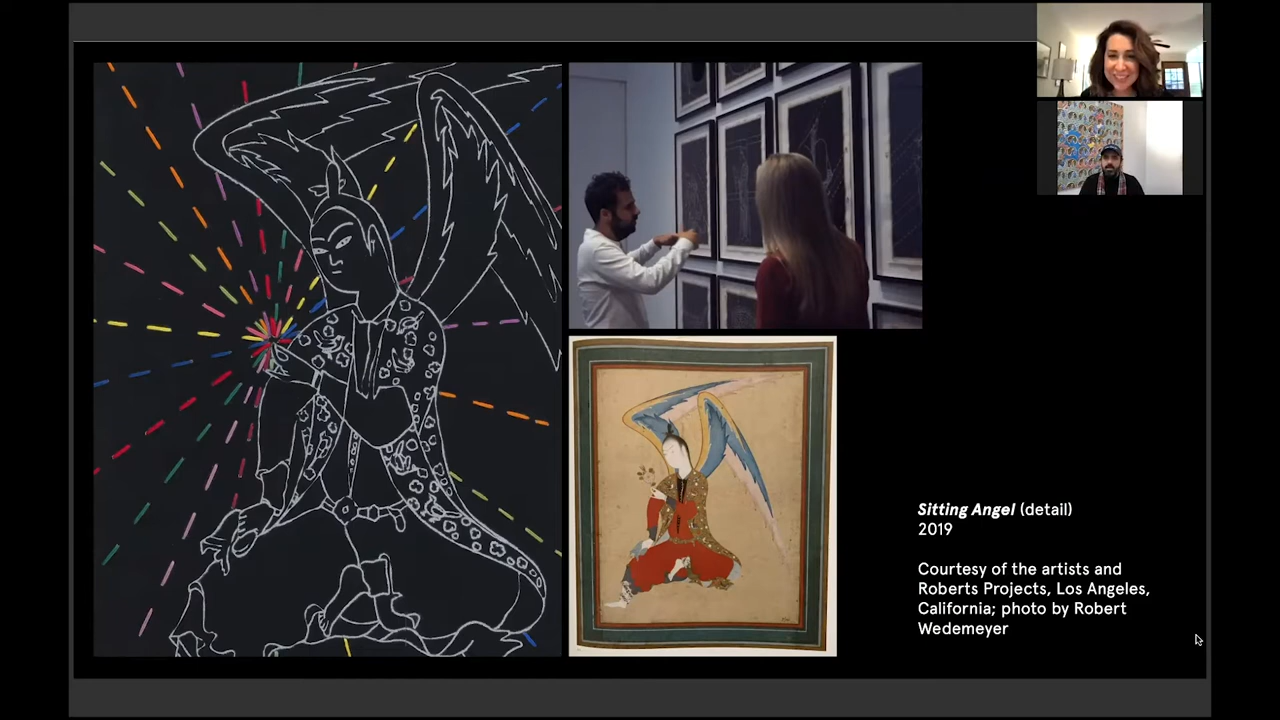 Sitting Angel (detail)
2019
Courtesy of the artists and
Roberts Projects, Los Angeles,
California; photo by Robert
Wedemeyer